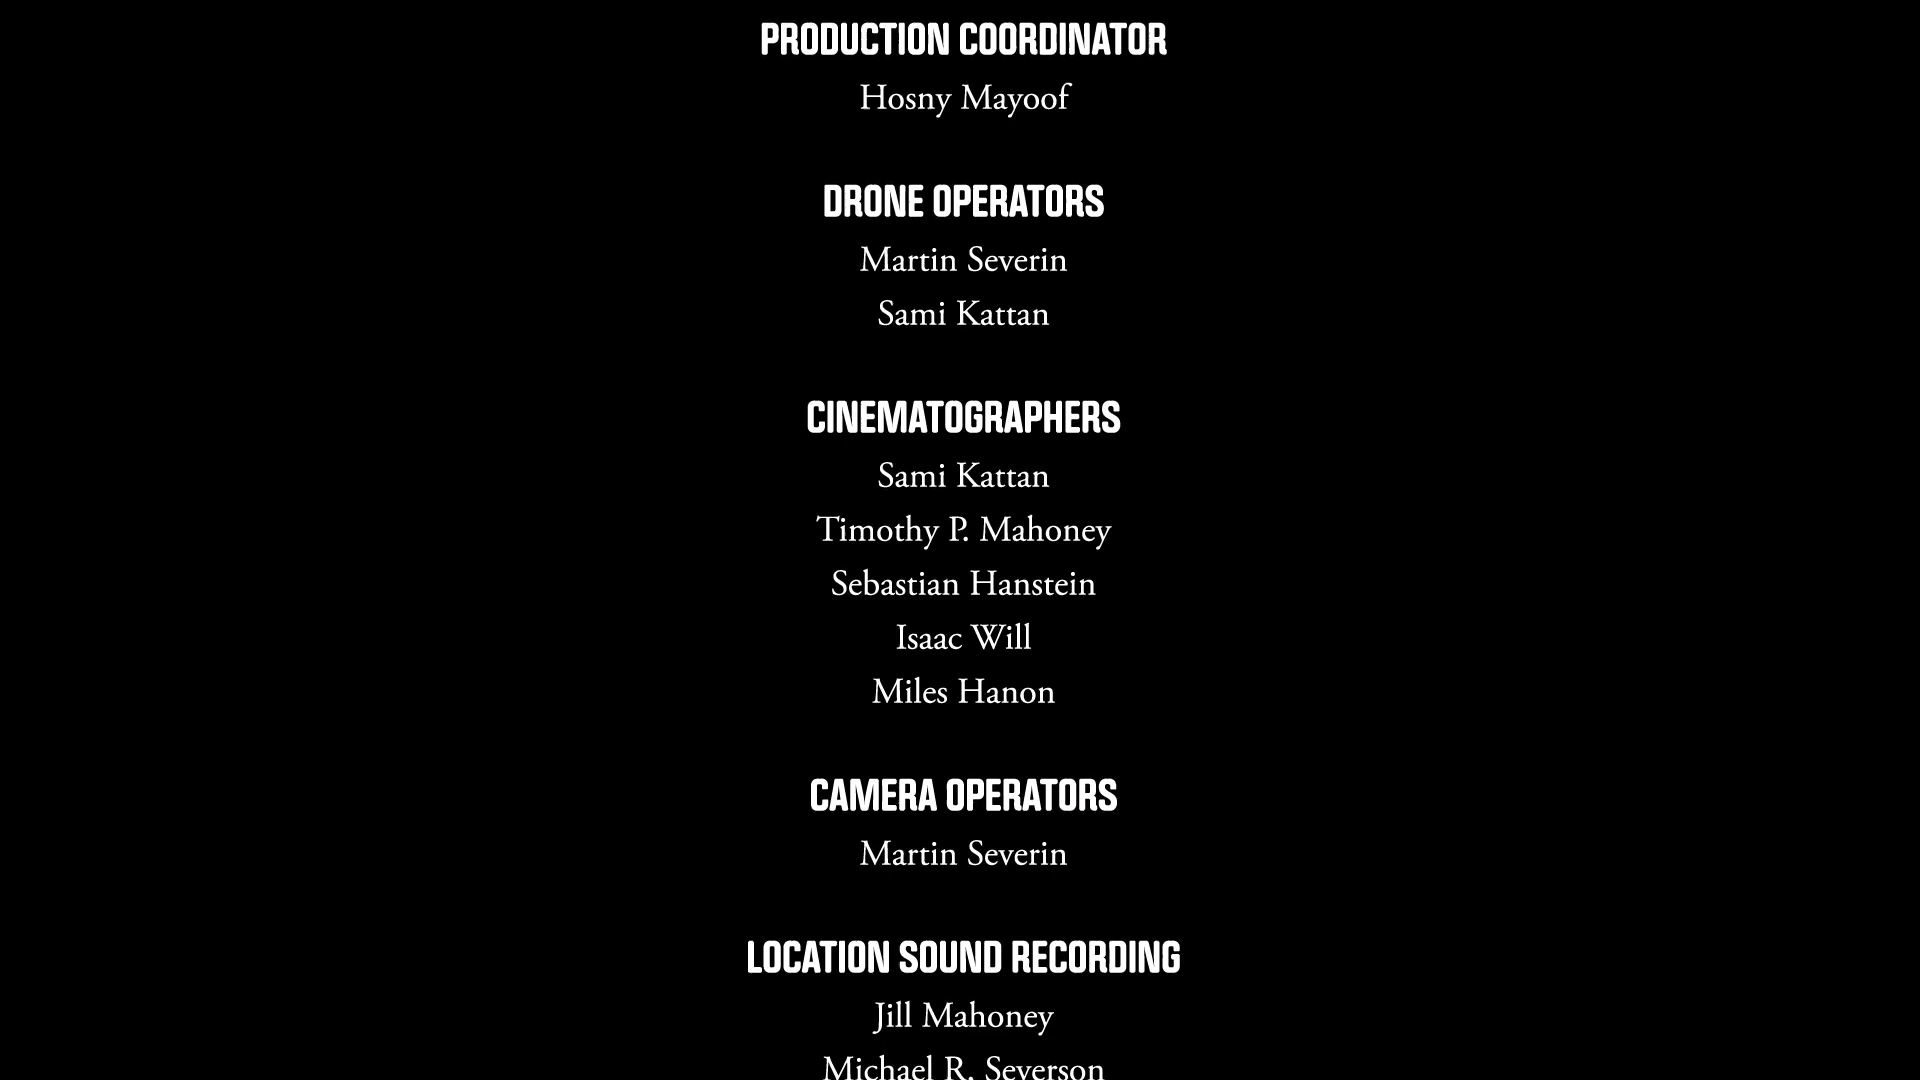 PRODUCTION COORDINATOR
Hosny Mayoof
DRONE OPERATORS
Martin Severin
Sami Kattan
CINEMATOGRAPHERS
Sami Kattan
Timothy P. Mahoney
Sebastian Hanstein
Isaac Will
Miles Hanon
CAMERA OPERATORS
Martin Severin
LOCATION SOUND RECORDING
Jill Mahoney
Michael R. Severson